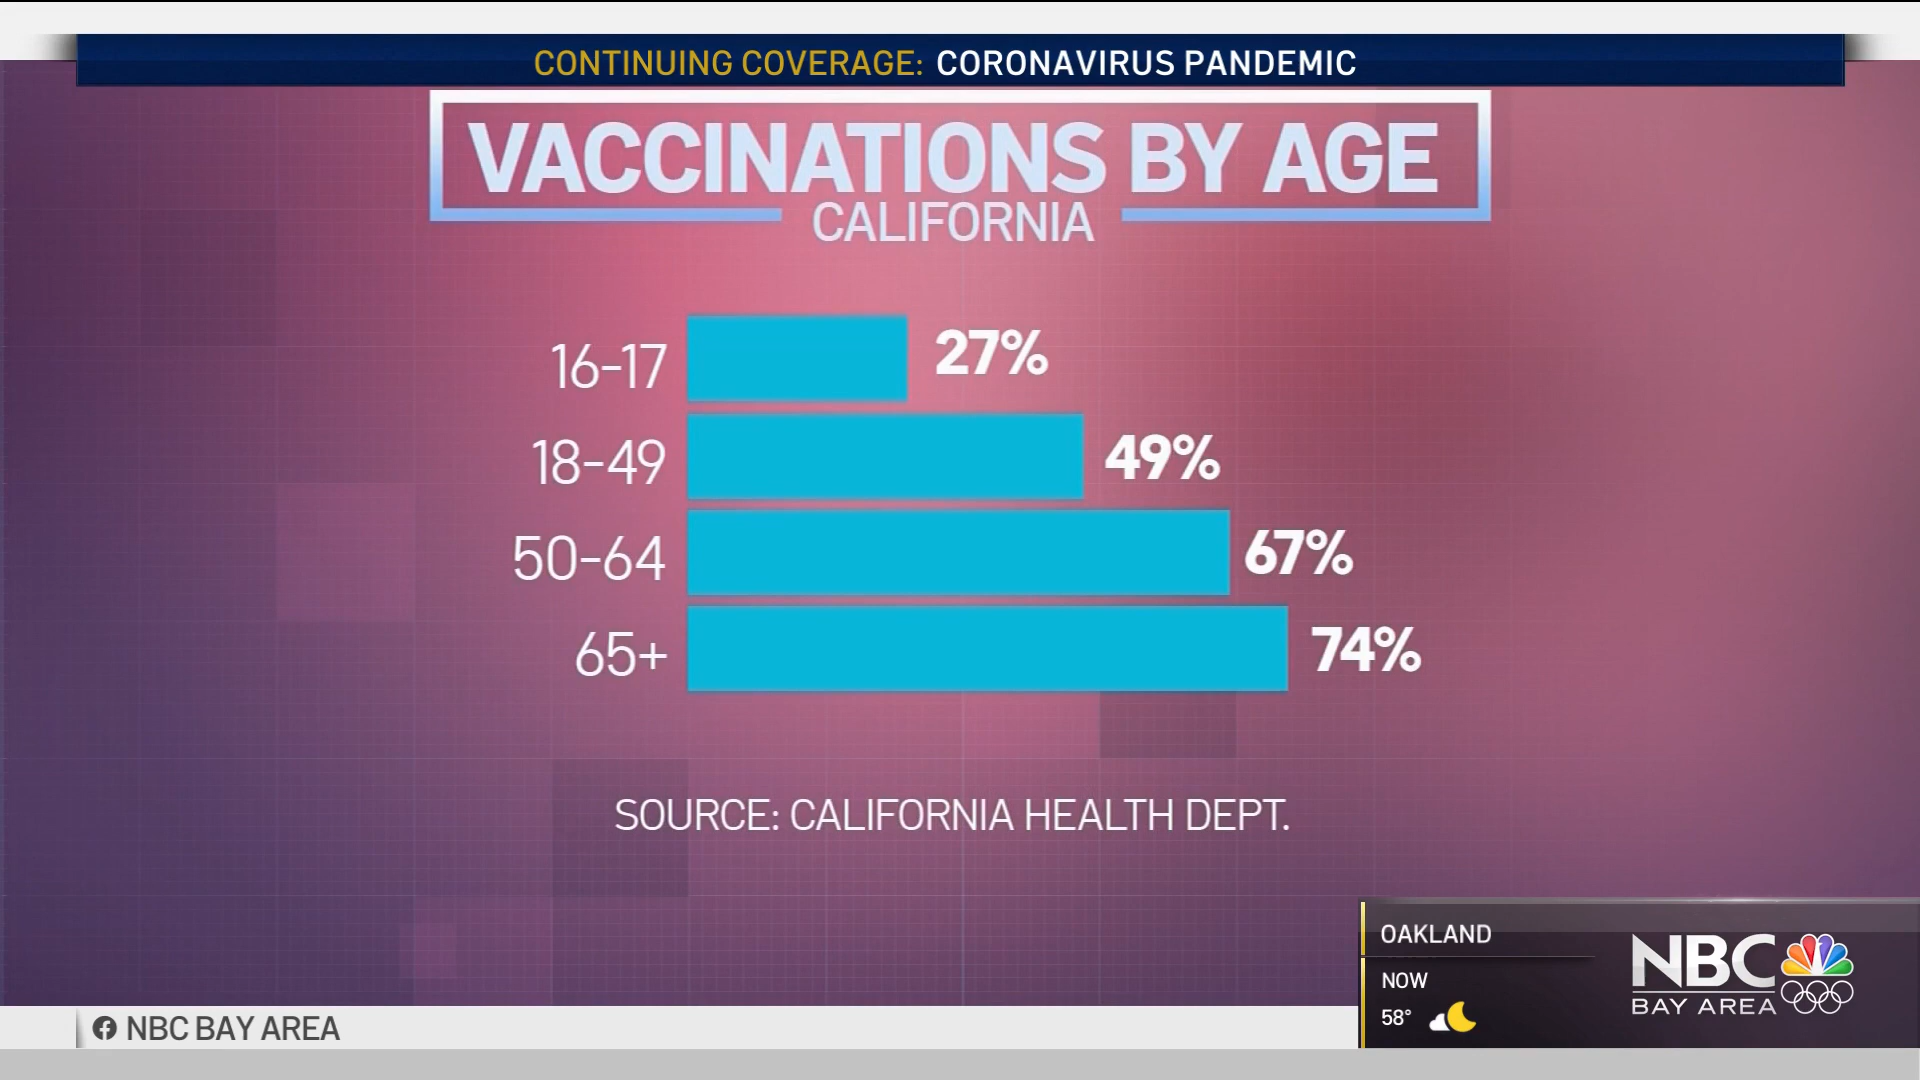 CONTINUING COVERAGE: CORONAVIRUS PANDEMIC
VACCINATIONS BY AGE
CALIFORNIA
16-17 27%
18-49 49%
50-64 67%
65+ 74%
SOURCE: CALIFORNIA HEALTH DEPT.
OAKLAND
NOW
58°
NBC
BAY AREA
NBC BAY AREA